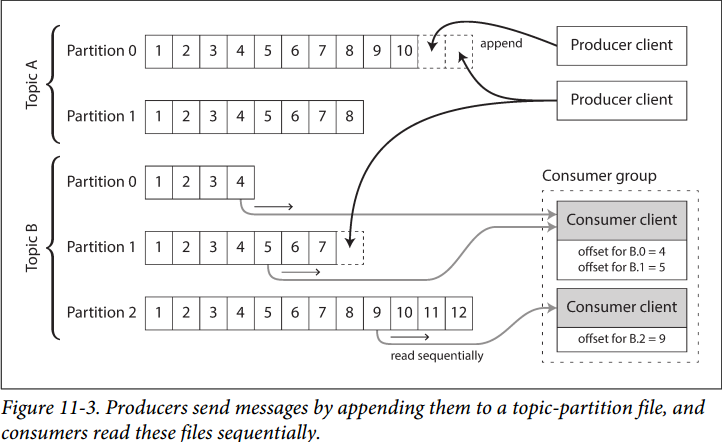 Topic A
Partition 0
1 2 3 4 5 6 7 8 9 10
append
Producer client
Producer client
Partition 1
1 2 3 4 5 6 7 8
Topic B
Partition 0
1 2 3 4
Partition 1
1 2 3 4 5 6 7
Partition 2
1 2 3 4 5 6 7 8 9 10 11 12
read sequentially
Consumer group
Consumer client
offset for B.0 = 4
offset for B.1 = 5
Consumer client
offset for B.2 = 9
Figure 11-3. Producers send messages by appending them to a topic-partition file, and
consumers read these files sequentially.